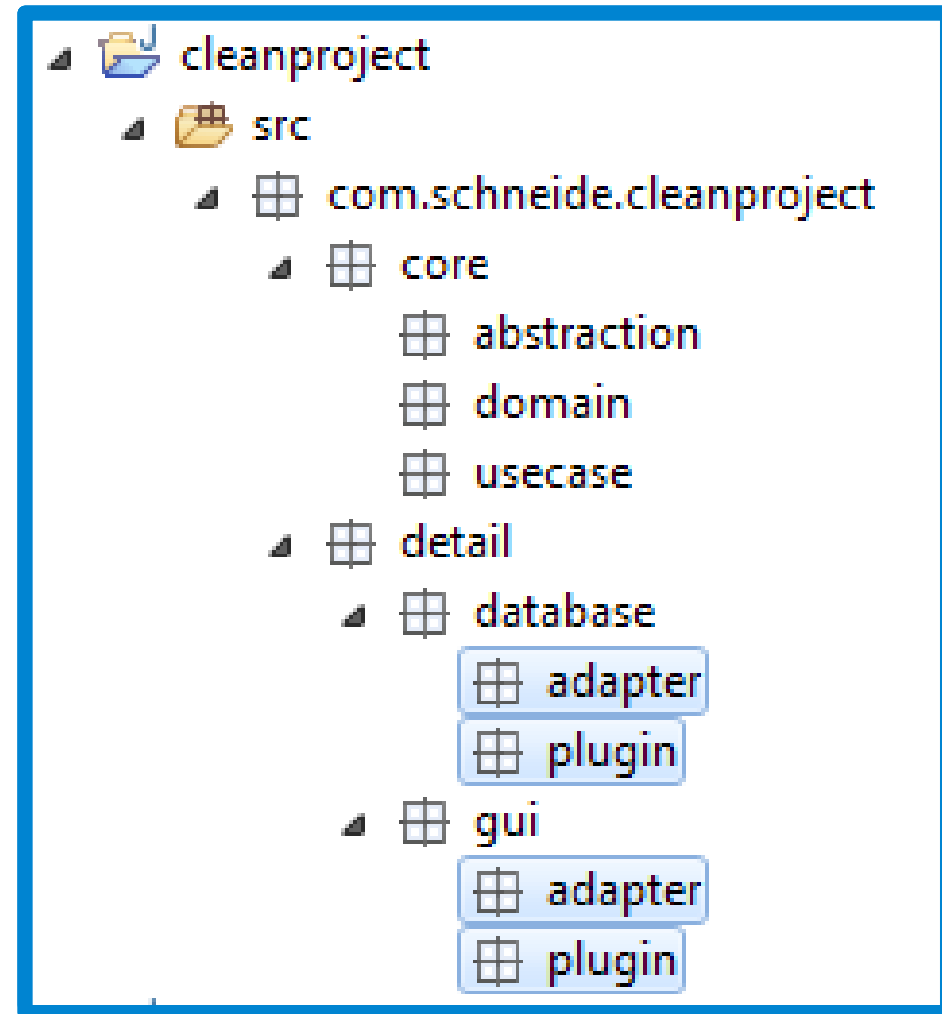 cleanproject
src
com.schneide.cleanproject
core
abstraction
domain
usecase
detail
database
adapter
plugin
gui
adapter
plugin